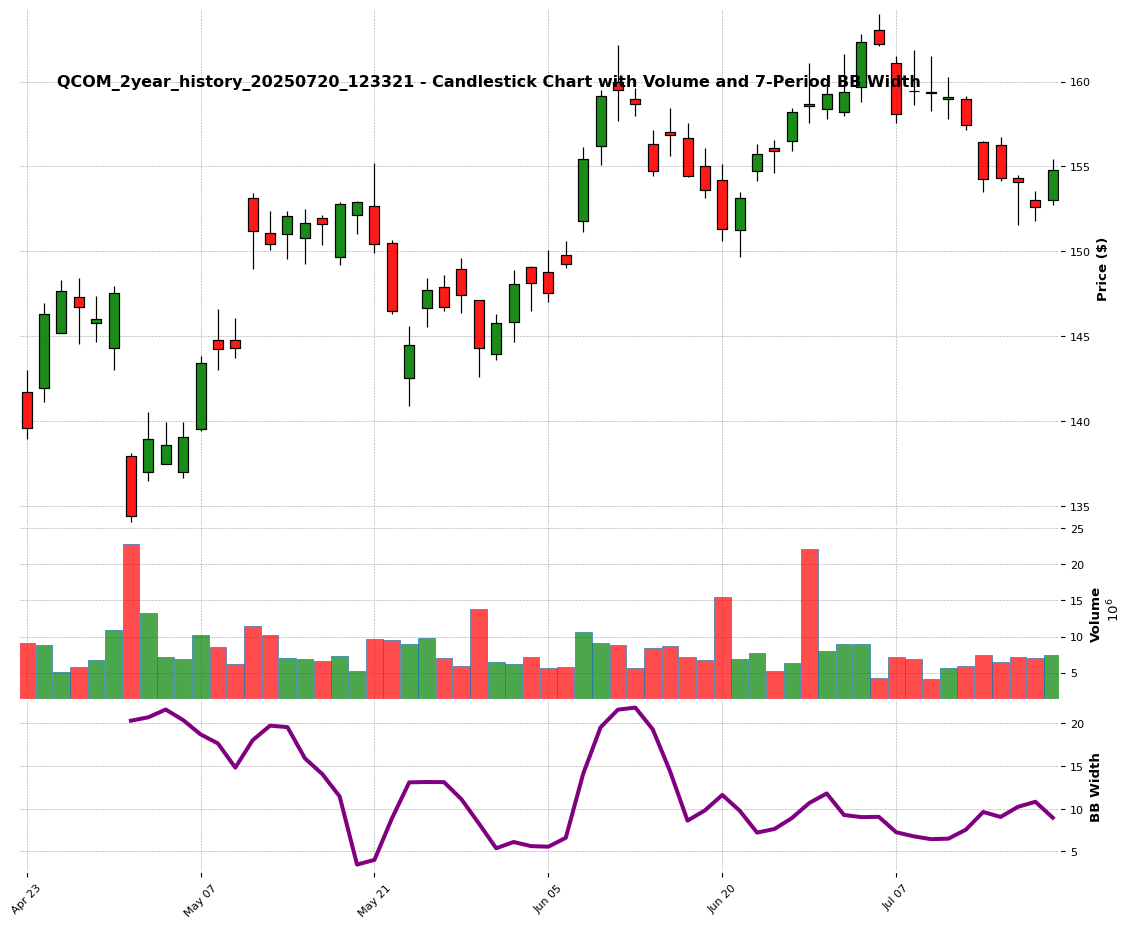 QCOM_2year_history_20250720_123321 - Candlestick Chart with Volume and 7-Period BB Width
160
155
150
145
140
135
Price ($)
25
20
15
10
5
Volume
10^6
20
15
10
5
BB Width
Apr 23
May 07
May 21
Jun 05
Jun 20
Jul 07